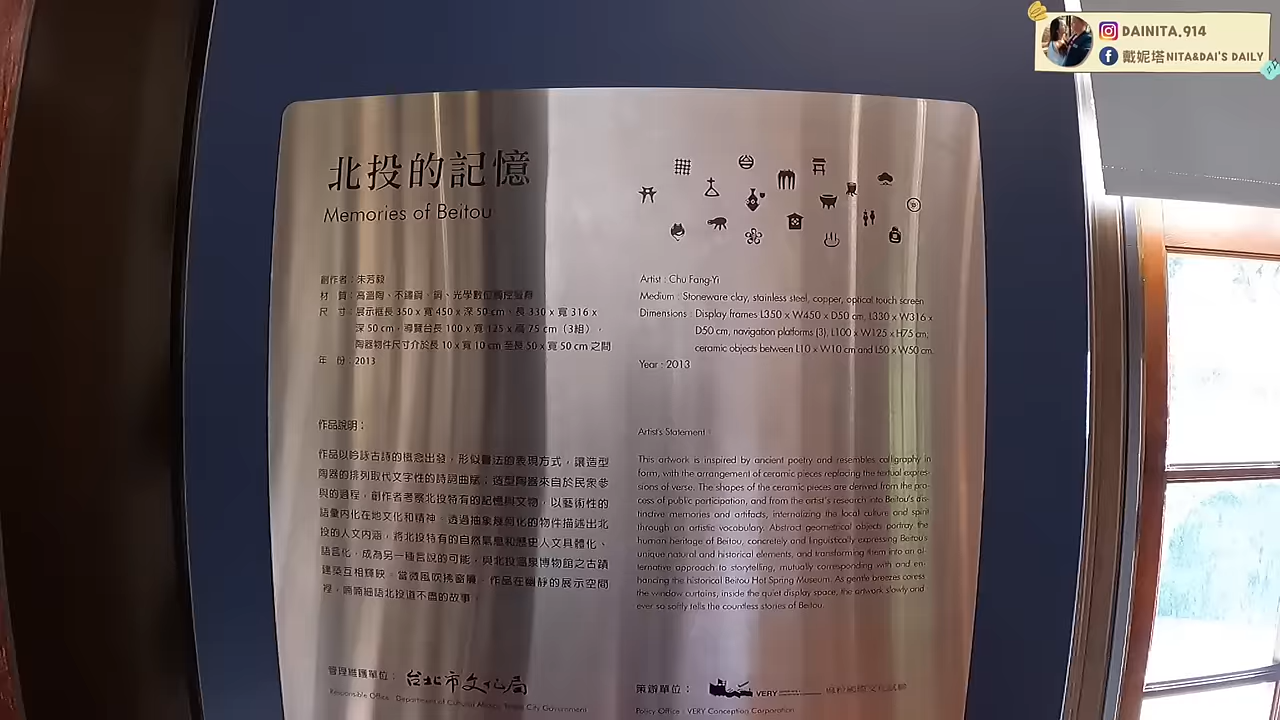 DAINITA.914
戴妮塔NITA&DAI'S DAILY
北投的記憶
Memories of Beitou
創作者：朱芳毅
材　質：高溫陶、不鏽鋼、銅、光學數位觸控螢幕
尺　寸：展示框長 350 x 寬 450 x 深 50 cm、長 330 x 寬 316 x
深 50 cm，導覽台長 100 x 寬 125 x 高 75 cm（3組），
陶器物件尺寸介於長 10 x 寬 10 cm 至長 50 x 寬 50 cm 之間
年　份：2013
作品說明：
作品以吟詠古詩的概念出發，形似書法的表現方式，讓造型
陶器的排列取代文字性的詩詞曲賦，造型陶器來自於民眾參
與的過程，創作者考察北投特有的記憶與文物，以藝術性的
語彙內化在地文化和精神。透過抽象幾何化的物件描述出北
投的人文內涵，將北投特有的自然氣息和歷史人文具體化、
語言化，成為另一種言說的可能，與北投溫泉博物館之古蹟
建築互相輝映。當微風吹拂窗簾，作品在幽靜的展示空間
裡，喃喃細語北投道不盡的故事。
管理維護單位：台北市文化局
Responsible Office : Department of Cultural Affairs, Taipei City Government
Artist : Chu Fang-Yi
Medium : Stoneware clay, stainless steel, copper, optical touch screen
Dimensions : Display frames L350 x W450 x D50 cm, L330 x W316 x
D50 cm, navigation platforms (3), L100 x W125 x H75 cm,
ceramic objects between L10 x W10 cm and L50 x W50 cm.
Year : 2013
Artist's Statement :
This artwork is inspired by ancient poetry and resembles calligraphy in
form, with the arrangement of ceramic pieces replacing the textual expres-
sions of verse. The shapes of the ceramic pieces are derived from the pro-
cess of public participation, and from the artist's research into Beitou's dis-
tinctive memories and artifacts, internalizing the local culture and spirit
through an artistic vocabulary. Abstract geometrical objects portray the
human heritage of Beitou, concretely and linguistically expressing Beitou's
unique natural and historical elements, and transforming them into an al-
ternative approach to storytelling, mutually corresponding with and en-
hancing the historical Beitou Hot Spring Museum. As gentle breezes caress
the window curtains, inside the quiet display space, the artwork slowly and
ever so softly tells the countless stories of Beitou.
策辦單位： VERY
Policy Office : VERY Conception Corporation